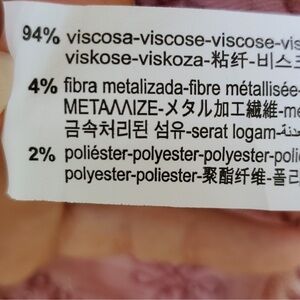 94% viscosa-viscose-viscose-vis
viskose-viskoza-粘纤-비스코
4% fibra metalizada-fibre métallisée-
METAΛΛIZE-メタル加工繊維-me
금속처리된 섬유-serat logam-معدنة
2% poliéster-polyester-polyester-poli
polyester-poliester-聚酯纤维-폴리